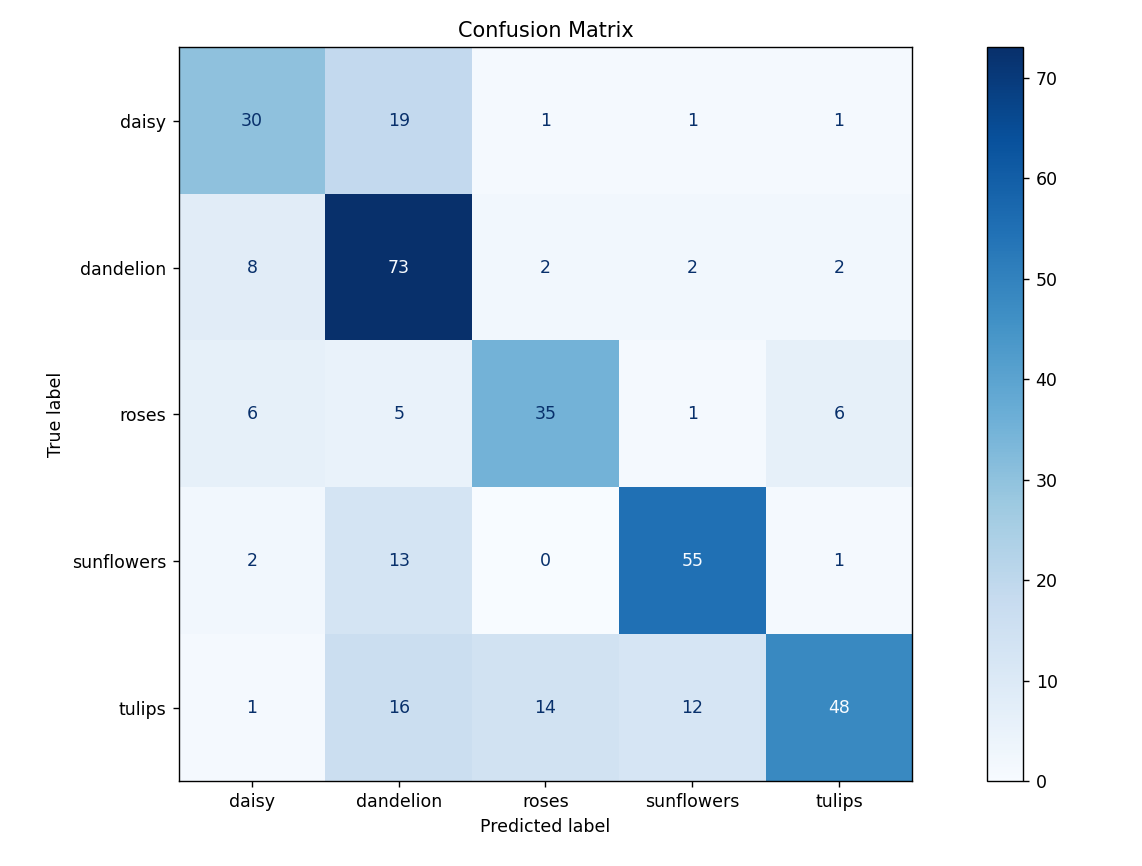 Confusion Matrix
daisy 30 19 1 1 1
dandelion 8 73 2 2 2
roses 6 5 35 1 6
sunflowers 2 13 0 55 1
tulips 1 16 14 12 48
daisy dandelion roses sunflowers tulips
Predicted label
True label
70
60
50
40
30
20
10
0